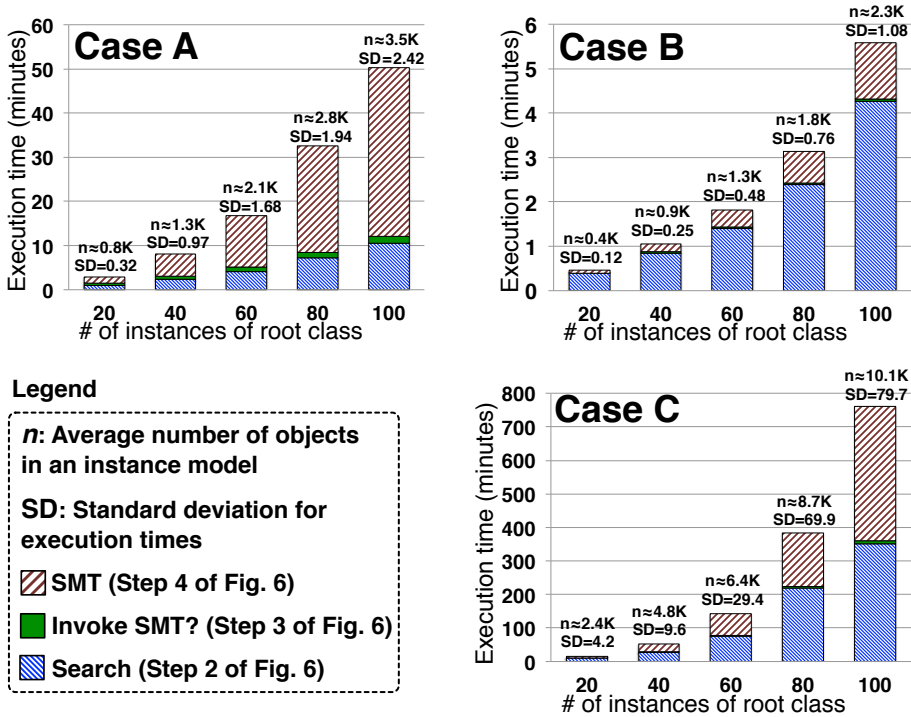 Case A
Execution time (minutes)
60
50
40
30
20
10
0
n≈0.8K
SD=0.32
n≈1.3K
SD=0.97
n≈2.1K
SD=1.68
n≈2.8K
SD=1.94
n≈3.5K
SD=2.42
20 40 60 80 100
# of instances of root class
Case B
Execution time (minutes)
6
5
4
3
2
1
0
n≈0.4K
SD=0.12
n≈0.9K
SD=0.25
n≈1.3K
SD=0.48
n≈1.8K
SD=0.76
n≈2.3K
SD=1.08
20 40 60 80 100
# of instances of root class
Legend
n: Average number of objects
in an instance model
SD: Standard deviation for
execution times
SMT (Step 4 of Fig. 6)
Invoke SMT? (Step 3 of Fig. 6)
Search (Step 2 of Fig. 6)
Case C
Execution time (minutes)
800
700
600
500
400
300
200
100
0
n≈2.4K
SD=4.2
n≈4.8K
SD=9.6
n≈6.4K
SD=29.4
n≈8.7K
SD=69.9
n≈10.1K
SD=79.7
20 40 60 80 100
# of instances of root class